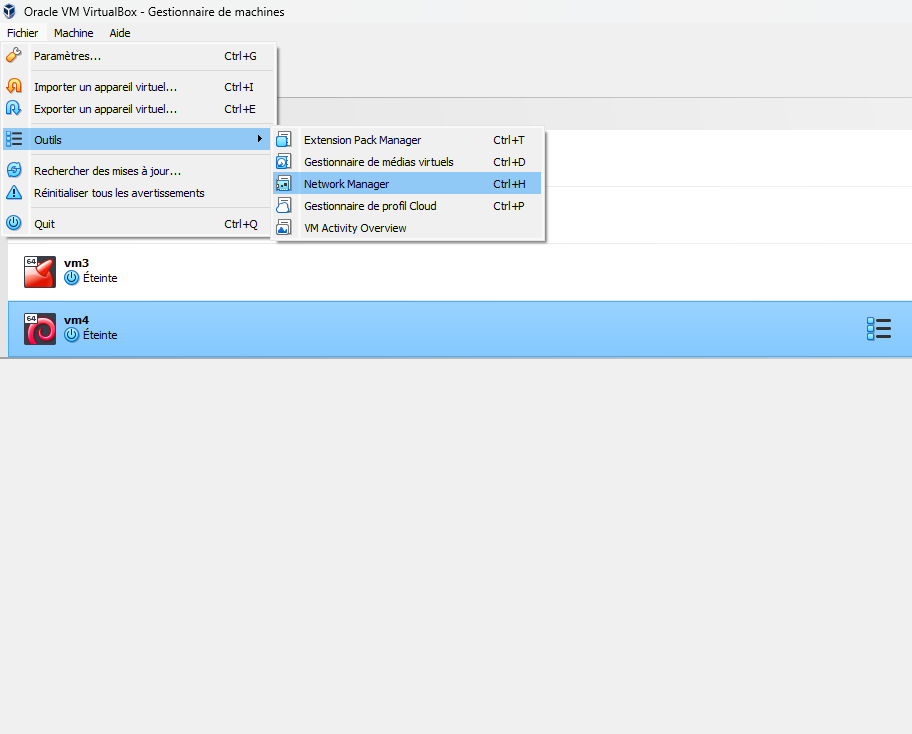 Oracle VM VirtualBox - Gestionnaire de machines
Fichier Machine Aide
Paramètres... Ctrl+G
Importer un appareil virtuel... Ctrl+I
Exporter un appareil virtuel... Ctrl+E
Outils
Rechercher des mises à jour...
Réinitialiser tous les avertissements
Quit Ctrl+Q
Extension Pack Manager Ctrl+T
Gestionnaire de médias virtuels Ctrl+D
Network Manager Ctrl+H
Gestionnaire de profil Cloud Ctrl+P
VM Activity Overview
64
vm3
Éteinte
64
vm4
Éteinte